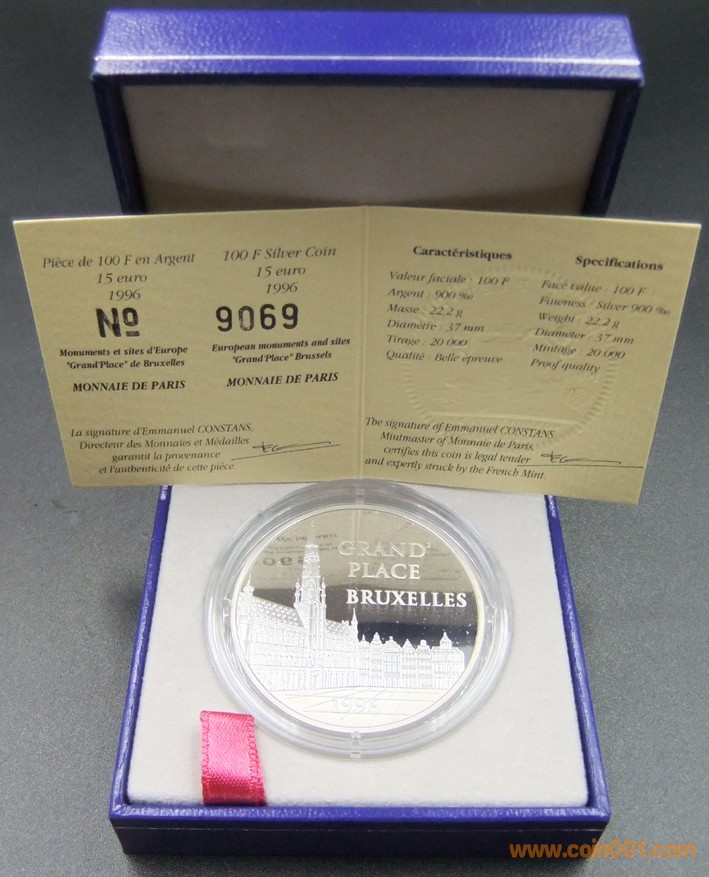 Pièce de 100 F en Argent
15 euro
1996
Nº
Monuments et sites d'Europe
"Grand'Place" de Bruxelles
MONNAIE DE PARIS
La signature d'Emmanuel CONSTANS,
Directeur des Monnaies et Médailles
garantit la provenance
et l'authenticité de cette pièce.
100 F Silver Coin
15 euro
1996
9069
European monuments and sites
"Grand'Place" Brussels
MONNAIE DE PARIS
Caractéristiques
Valeur faciale : 100 F
Argent : 900 ‰
Masse : 22,2 g
Diamètre : 37 mm
Tirage : 20 000
Qualité : Belle épreuve
Specifications
Face value : 100 F
Fineness : Silver 900 ‰
Weight : 22,2 g
Diameter : 37 mm
Mintage : 20 000
Proof quality
The signature of Emmanuel CONSTANS,
Mintmaster of Monnaie de Paris,
certifies this coin is legal tender
and expertly struck by the French Mint.
GRAND'
PLACE
BRUXELLES
1996
www.coin001.com